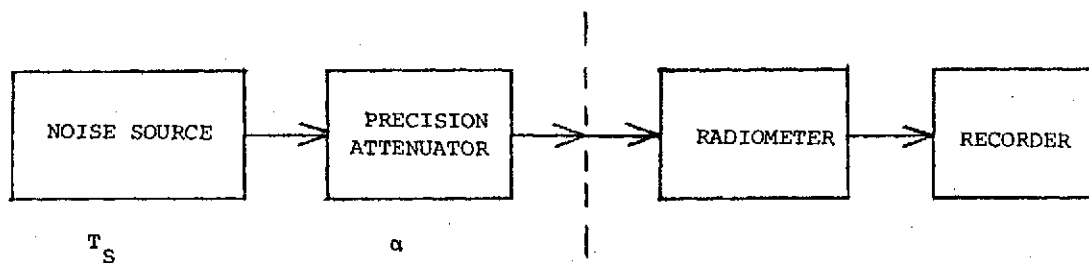 NOISE SOURCE
PRECISION
ATTENUATOR
RADIOMETER
RECORDER
T_S
α